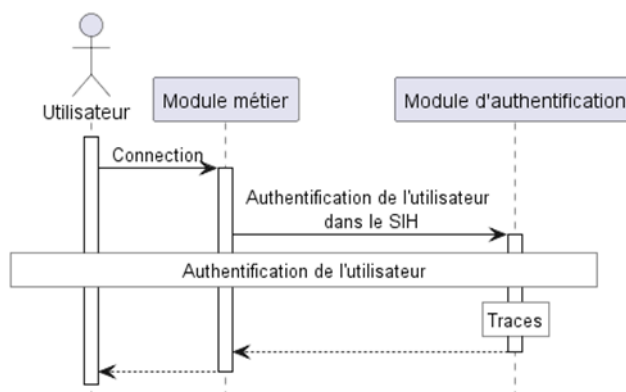 Utilisateur
Module métier
Module d'authentification
Connection
Authentification de l'utilisateur
dans le SIH
Authentification de l'utilisateur
Traces